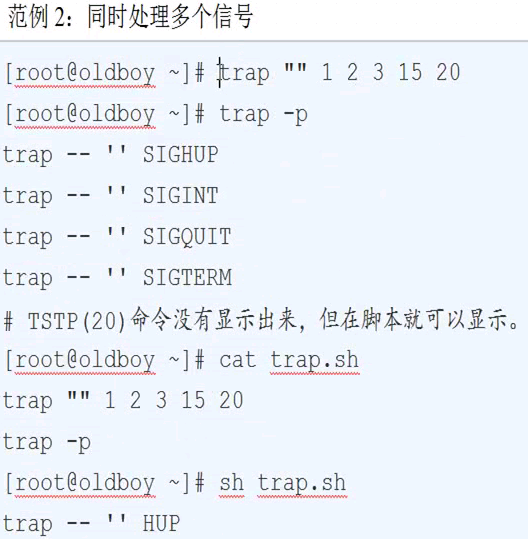 范例 2：同时处理多个信号
[root@oldboy ~]# trap "" 1 2 3 15 20
[root@oldboy ~]# trap -p
trap -- '' SIGHUP
trap -- '' SIGINT
trap -- '' SIGQUIT
trap -- '' SIGTERM
# TSTP(20)命令没有显示出来，但在脚本就可以显示。
[root@oldboy ~]# cat trap.sh
trap "" 1 2 3 15 20
trap -p
[root@oldboy ~]# sh trap.sh
trap -- '' HUP